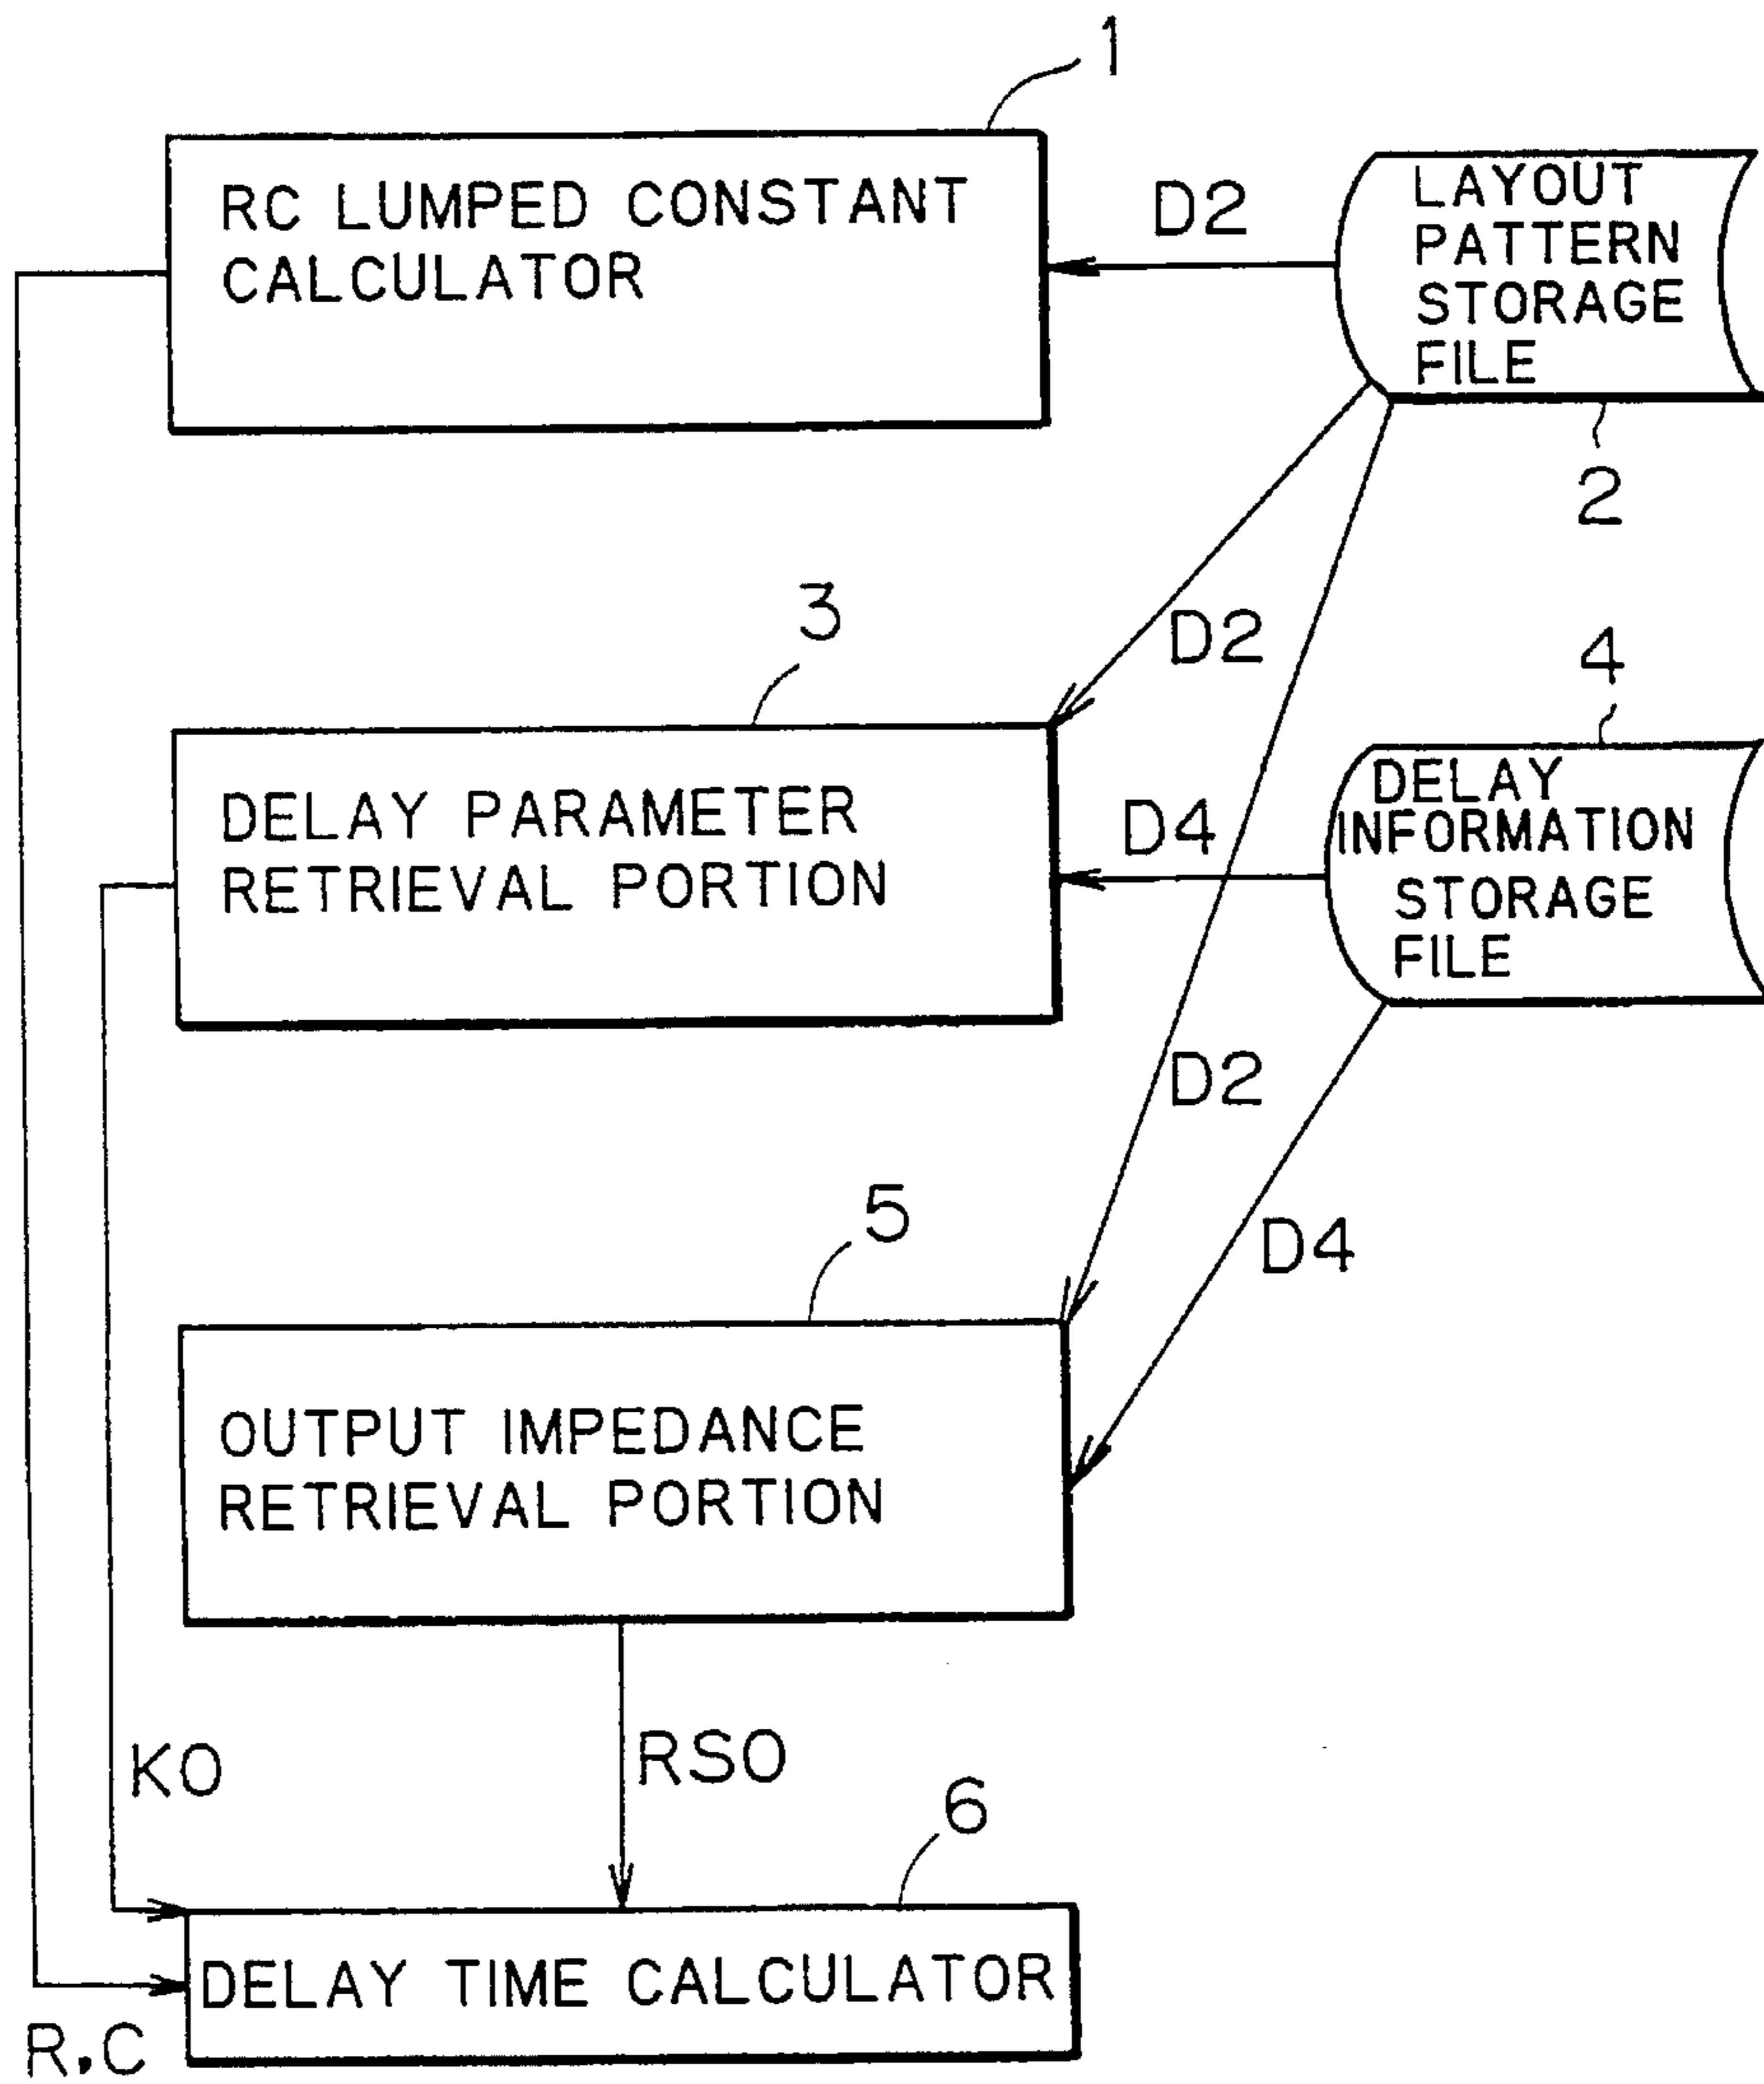 1
RC LUMPED CONSTANT
CALCULATOR
D2
LAYOUT
PATTERN
STORAGE
FILE
2
3
D2
4
DELAY PARAMETER
RETRIEVAL PORTION
D4
DELAY
INFORMATION
STORAGE
FILE
D2
5
D4
OUTPUT IMPEDANCE
RETRIEVAL PORTION
KO
RSO
6
DELAY TIME CALCULATOR
R,C